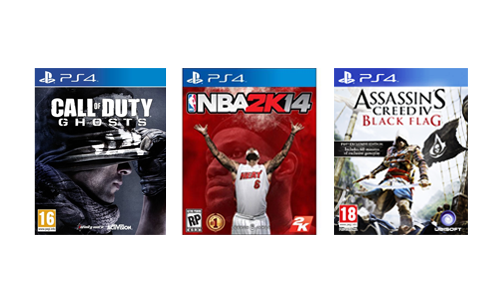 PS4
CALL OF DUTY
GHOSTS
16
ACTIVISION
PS4
NBA2K14
HEAT
6
RP
2K
PS4
ASSASSIN'S
CREED IV
BLACK FLAG
18
UBISOFT